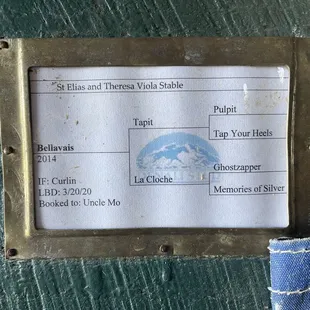 St Elias and Theresa Viola Stable
Pulpit
Tapit
Tap Your Heels
Bellavais
2014
Ghostzapper
IF: Curlin
La Cloche
LBD: 3/20/20
Memories of Silver
Booked to: Uncle Mo